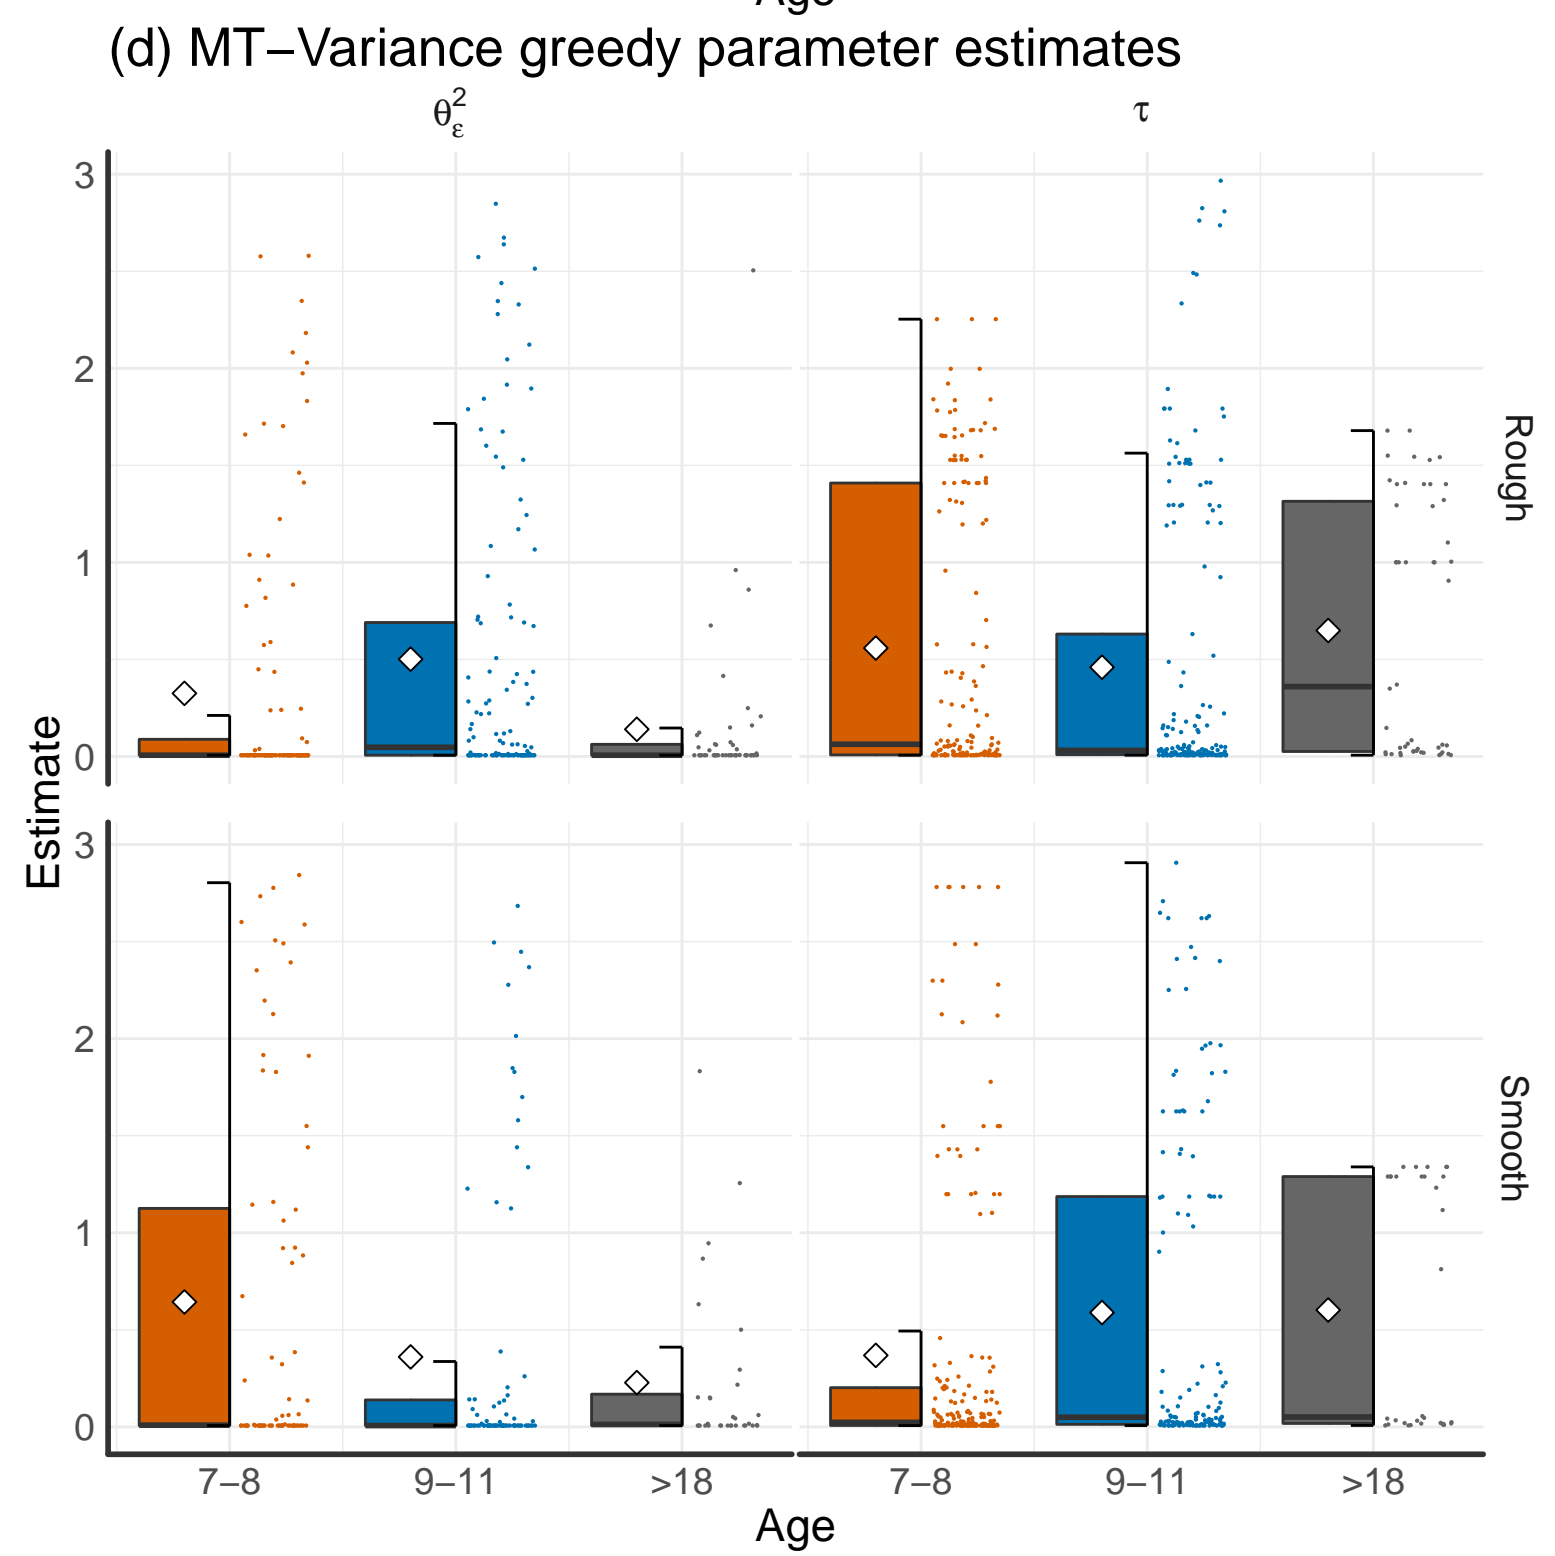 Age
(d) MT−Variance greedy parameter estimates
θ²ε
τ
3
2
1
0
Rough
Estimate
3
2
1
0
Smooth
7−8
9−11
>18
7−8
9−11
>18
Age